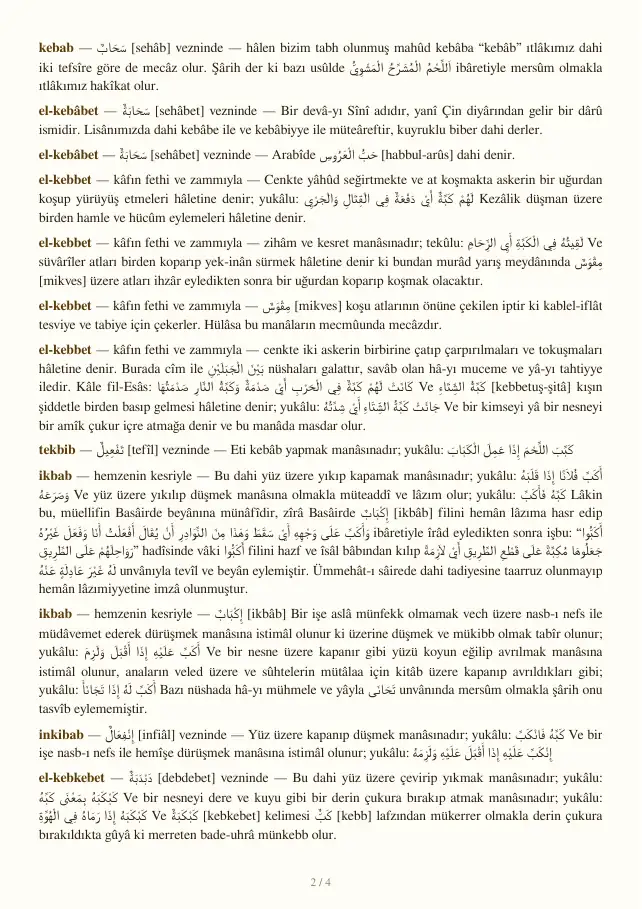 kebab — سَحَابٌ [sehâb] vezninde — hâlen bizim tabh olunmuş mahûd kebâba “kebâb” ıtlâkımız dahi
iki tefsîre göre de mecâz olur. Şârih der ki bazı usûlde اَللَّحْمُ الْمُشَرَّحُ الْمَشْوِيُّ ibâretiyle mersûm olmakla
ıtlâkımız hakîkat olur.
el-kebâbet — سَحَابَةٌ [sehâbet] vezninde — Bir devâ-yı Sînî adıdır, yanî Çin diyârından gelir bir dârû
ismidir. Lisânımızda dahi kebâbe ile ve kebâbiyye ile müteâreftir, kuyruklu biber dahi derler.
el-kebâbet — سَحَابَةٌ [sehâbet] vezninde — Arabîde حَبُّ الْعَرُوسِ [habbul-arûs] dahi denir.
el-kebbet — kâfın fethi ve zammıyla — Cenkte yâhûd seğirtmekte ve at koşmakta askerin bir uğurdan
koşup yürüyüş etmeleri hâletine denir; yukâlu: لَهُمْ كَبَّةٌ أَيْ دَفْعَةٌ فِي الْقِتَالِ وَالْجَرْيِ Kezâlik düşman üzere
birden hamle ve hücûm eylemeleri hâletine denir.
el-kebbet — kâfın fethi ve zammıyla — zihâm ve kesret manâsınadır; tekûlu: لَقِيتُهُ فِي الْكَبَّةِ أَيِ الزِّحَامِ Ve
süvârîler atları birden koparıp yek-inân sürmek hâletine denir ki bundan murâd yarış meydânında مِقْوَسٌ
[mikves] üzere atları ihzâr eyledikten sonra bir uğurdan koparıp koşmak olacaktır.
el-kebbet — kâfın fethi ve zammıyla — مِقْوَسٌ [mikves] koşu atlarının önüne çekilen iptir ki kablel-iflât
tesviye ve tabiye için çekerler. Hülâsa bu manâların mecmûunda mecâzdır.
el-kebbet — kâfın fethi ve zammıyla — cenkte iki askerin birbirine çatıp çarpırılmaları ve tokuşmaları
hâletine denir. Burada cîm ile بَيْنَ الْجَبَلَيْنِ nüshaları galattır, savâb olan hâ-yı muceme ve yâ-yı tahtiyye
iledir. Kâle fil-Esâs: كَانَتْ لَهُمْ كَبَّةٌ فِي الْحَرْبِ أَيْ صَدْمَةٌ وَكَبَّةُ النَّارِ صَدْمَتُهَا Ve كَبَّةُ الشِّتَاءِ [kebbetuş-şitâ] kışın
şiddetle birden basıp gelmesi hâletine denir; yukâlu: جَاءَتْ كَبَّةُ الشِّتَاءِ أَيْ شِدَّتُهُ Ve bir kimseyi yâ bir nesneyi
bir amîk çukur içre atmağa denir ve bu manâda masdar olur.
tekbib — تَفْعِيلٌ [tefîl] vezninde — Eti kebâb yapmak manâsınadır; yukâlu: كَبَّبَ اللَّحْمَ إِذَا عَمِلَ الْكَبَابَ
ikbab — hemzenin kesriyle — Bu dahi yüz üzere yıkıp kapamak manâsınadır; yukâlu: أَكَبَّ فُلَانًا إِذَا قَلَبَهُ
وَصَرَعَهُ Ve yüz üzere yıkılıp düşmek manâsına olmakla müteaddî ve lâzım olur; yukâlu: كَبَّهُ فَأَكَبَّ Lâkin
bu, müellifin Basâirde beyânına münâfîdir, zîrâ Basâirde إِكْبَابٌ [ikbâb] filini hemân lâzıma hasr edip
وَأَكَبَّ عَلَى وَجْهِهِ أَيْ سَقَطَ وَهَذَا مِنَ النَّوَادِرِ أَنْ يُقَالَ أَفْعَلْتُ أَنَا وَفَعَلَ غَيْرُهُ ibâretiyle îrâd eyledikten sonra işbu: “أَكَبُّوا
رَوَاحِلَهُمْ عَلَى الطَّرِيقِ” hadîsinde vâki أَكَبُّوا filini hazf ve îsâl bâbından kılıp جَعَلُوهَا مُكِبَّةً عَلَى قَطْعِ الطَّرِيقِ أَيْ لَازِمَةً
لَهُ غَيْرَ عَادِلَةٍ عَنْهُ unvânıyla tevîl ve beyân eylemiştir. Ümmehât-ı sâirede dahi tadiyesine taarruz olunmayıp
hemân lâzımiyyetine imzâ olunmuştur.
ikbab — hemzenin kesriyle — إِكْبَابٌ [ikbâb] Bir işe aslâ münfekk olmamak vech üzere nasb-ı nefs ile
müdâvemet ederek dürüşmek manâsına istimâl olunur ki üzerine düşmek ve mükibb olmak tabîr olunur;
yukâlu: أَكَبَّ عَلَيْهِ إِذَا أَقْبَلَ وَلَزِمَ Ve bir nesne üzere kapanır gibi yüzü koyun eğilip avrılmak manâsına
istimâl olunur, anaların veled üzere ve sûhtelerin mütâlaa için kitâb üzere kapanıp avrıldıkları gibi;
yukâlu: أَكَبَّ لَهُ إِذَا تَجَانَأَ Bazı nüshada hâ-yı mühmele ve yâyla تَحَانَى unvânında mersûm olmakla şârih onu
tasvîb eylememiştir.
inkibab — إِنْفِعَالٌ [infiâl] vezninde — Yüz üzere kapanıp düşmek manâsınadır; yukâlu: كَبَّهُ فَانْكَبَّ Ve bir
işe nasb-ı nefs ile hemîşe dürüşmek manâsına istimâl olunur; yukâlu: إِنْكَبَّ عَلَيْهِ إِذَا أَقْبَلَ عَلَيْهِ وَلَزِمَهُ
el-kebkebet — دَبْدَبَةٌ [debdebet] vezninde — Bu dahi yüz üzere çevirip yıkmak manâsınadır; yukâlu:
كَبْكَبَهُ بِمَعْنَى كَبَّهُ Ve bir nesneyi dere ve kuyu gibi bir derin çukura bırakıp atmak manâsınadır; yukâlu:
كَبْكَبَهُ إِذَا رَمَاهُ فِي الْهُوَّةِ Ve كَبْكَبَةٌ [kebkebet] kelimesi كَبٌّ [kebb] lafzından mükerrer olmakla derin çukura
bırakıldıkta gûyâ ki merreten bade-uhrâ münkebb olur.
2 / 4